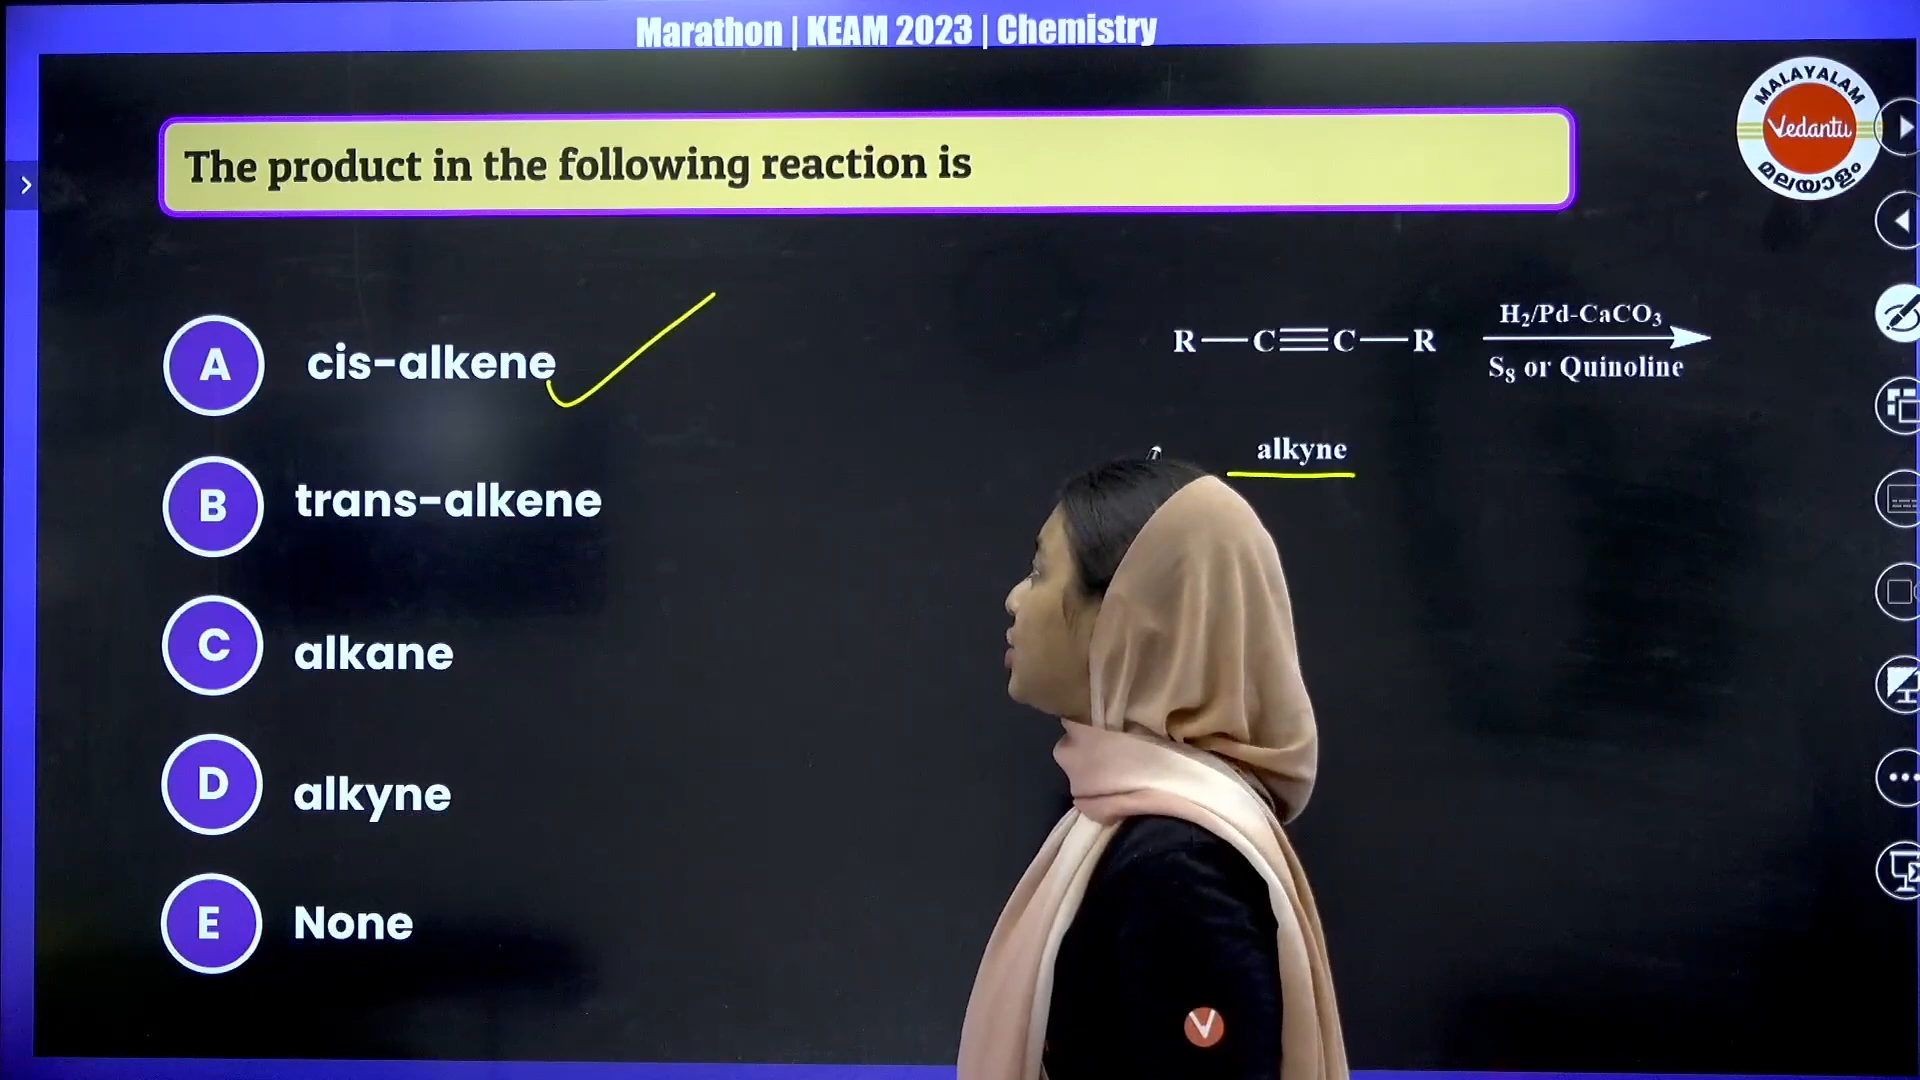 Marathon | KEAM 2023 | Chemistry
The product in the following reaction is
MALAYALAM
Vedantu
മലയാളം
A cis-alkene
B trans-alkene
C alkane
D alkyne
E None
R—C≡C—R
H₂/Pd-CaCO₃
S₈ or Quinoline
alkyne
V